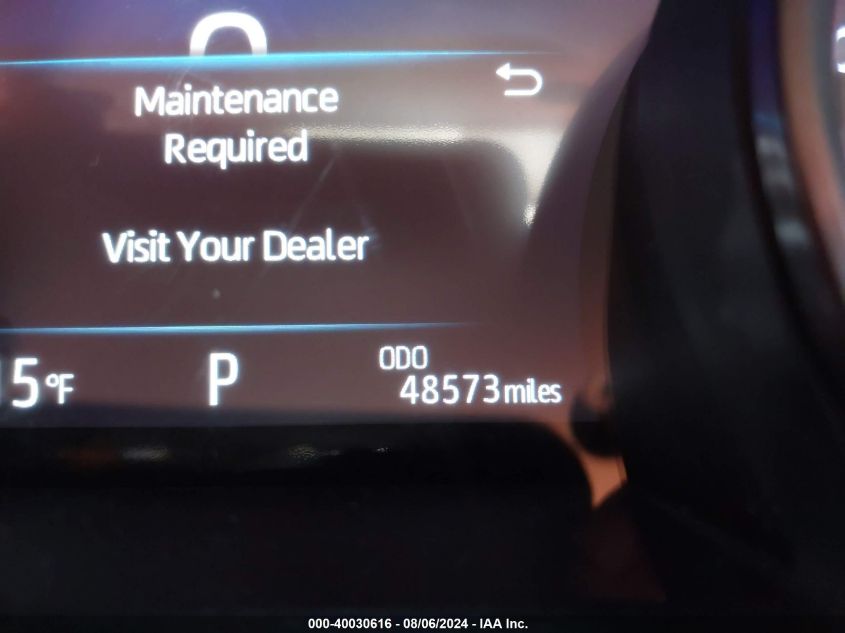 Maintenance
Required
Visit Your Dealer
5°F P ODO
48573 miles
000-40030616 - 08/06/2024 - IAA Inc.